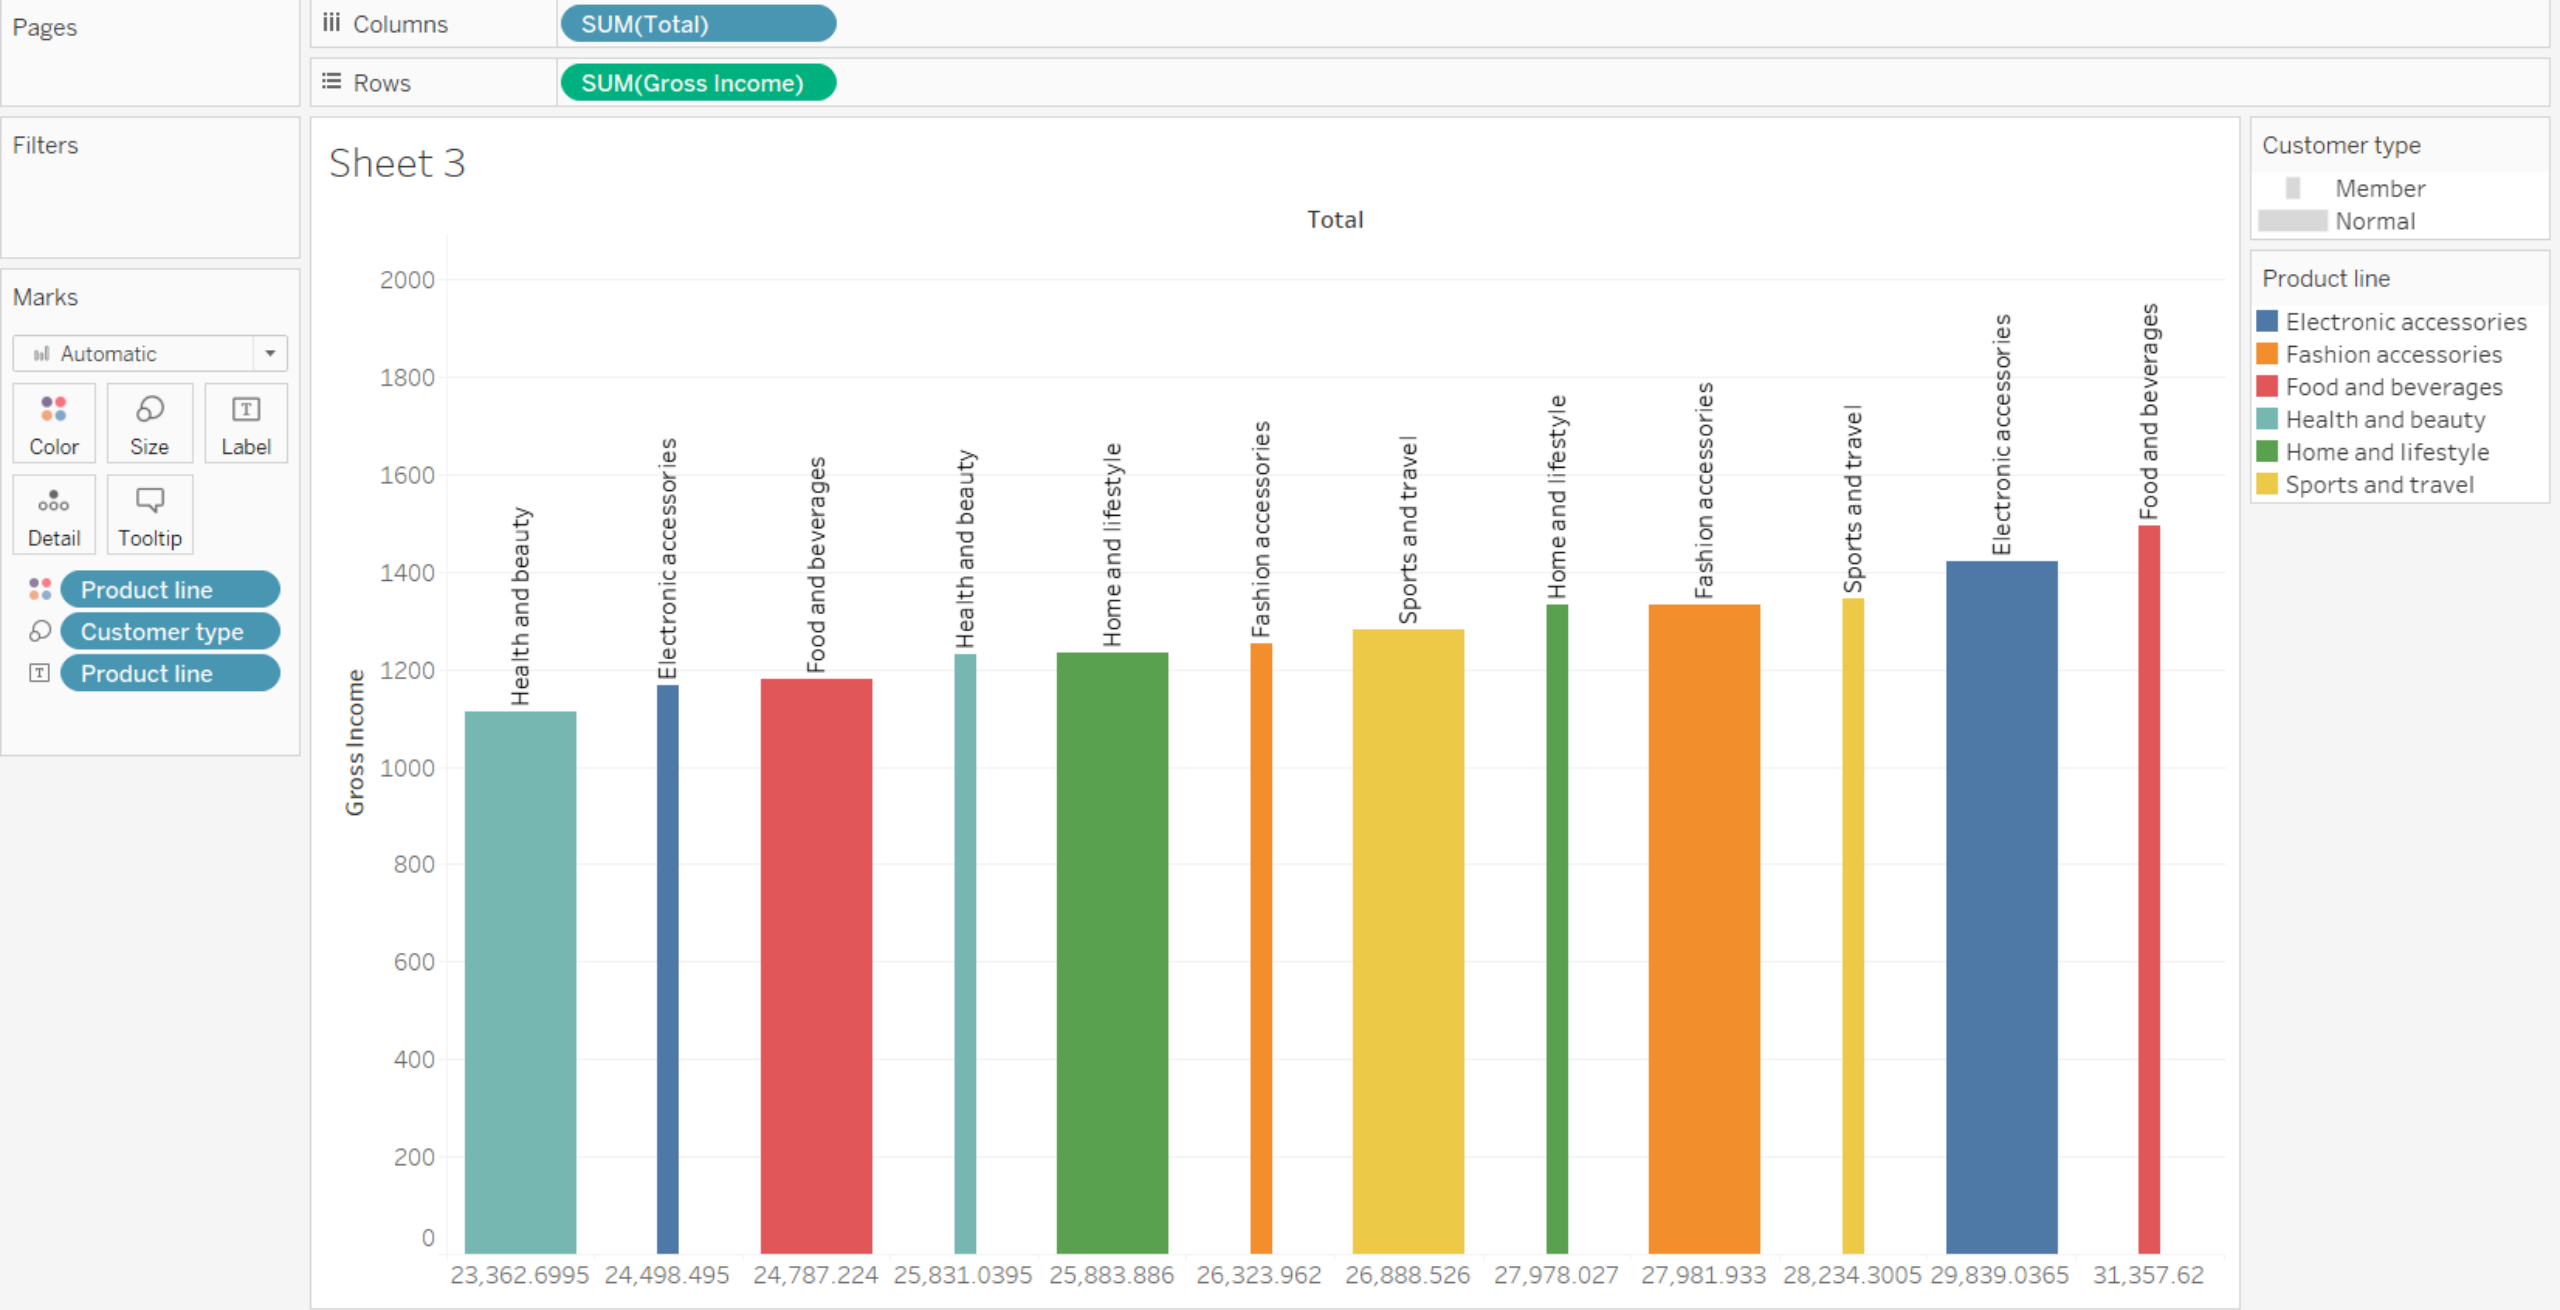 Pages
Columns
SUM(Total)
Rows
SUM(Gross Income)
Filters
Marks
Automatic
Color
Size
Label
Detail
Tooltip
Product line
Customer type
Product line
Sheet 3
Total
Gross Income
2000
1800
1600
1400
1200
1000
800
600
400
200
0
Health and beauty
Electronic accessories
Food and beverages
Health and beauty
Home and lifestyle
Fashion accessories
Sports and travel
Home and lifestyle
Fashion accessories
Sports and travel
Electronic accessories
Food and beverages
23,362.6995 24,498.495 24,787.224 25,831.0395 25,883.886 26,323.962 26,888.526 27,978.027 27,981.933 28,234.3005 29,839.0365 31,357.62
Customer type
Member
Normal
Product line
Electronic accessories
Fashion accessories
Food and beverages
Health and beauty
Home and lifestyle
Sports and travel